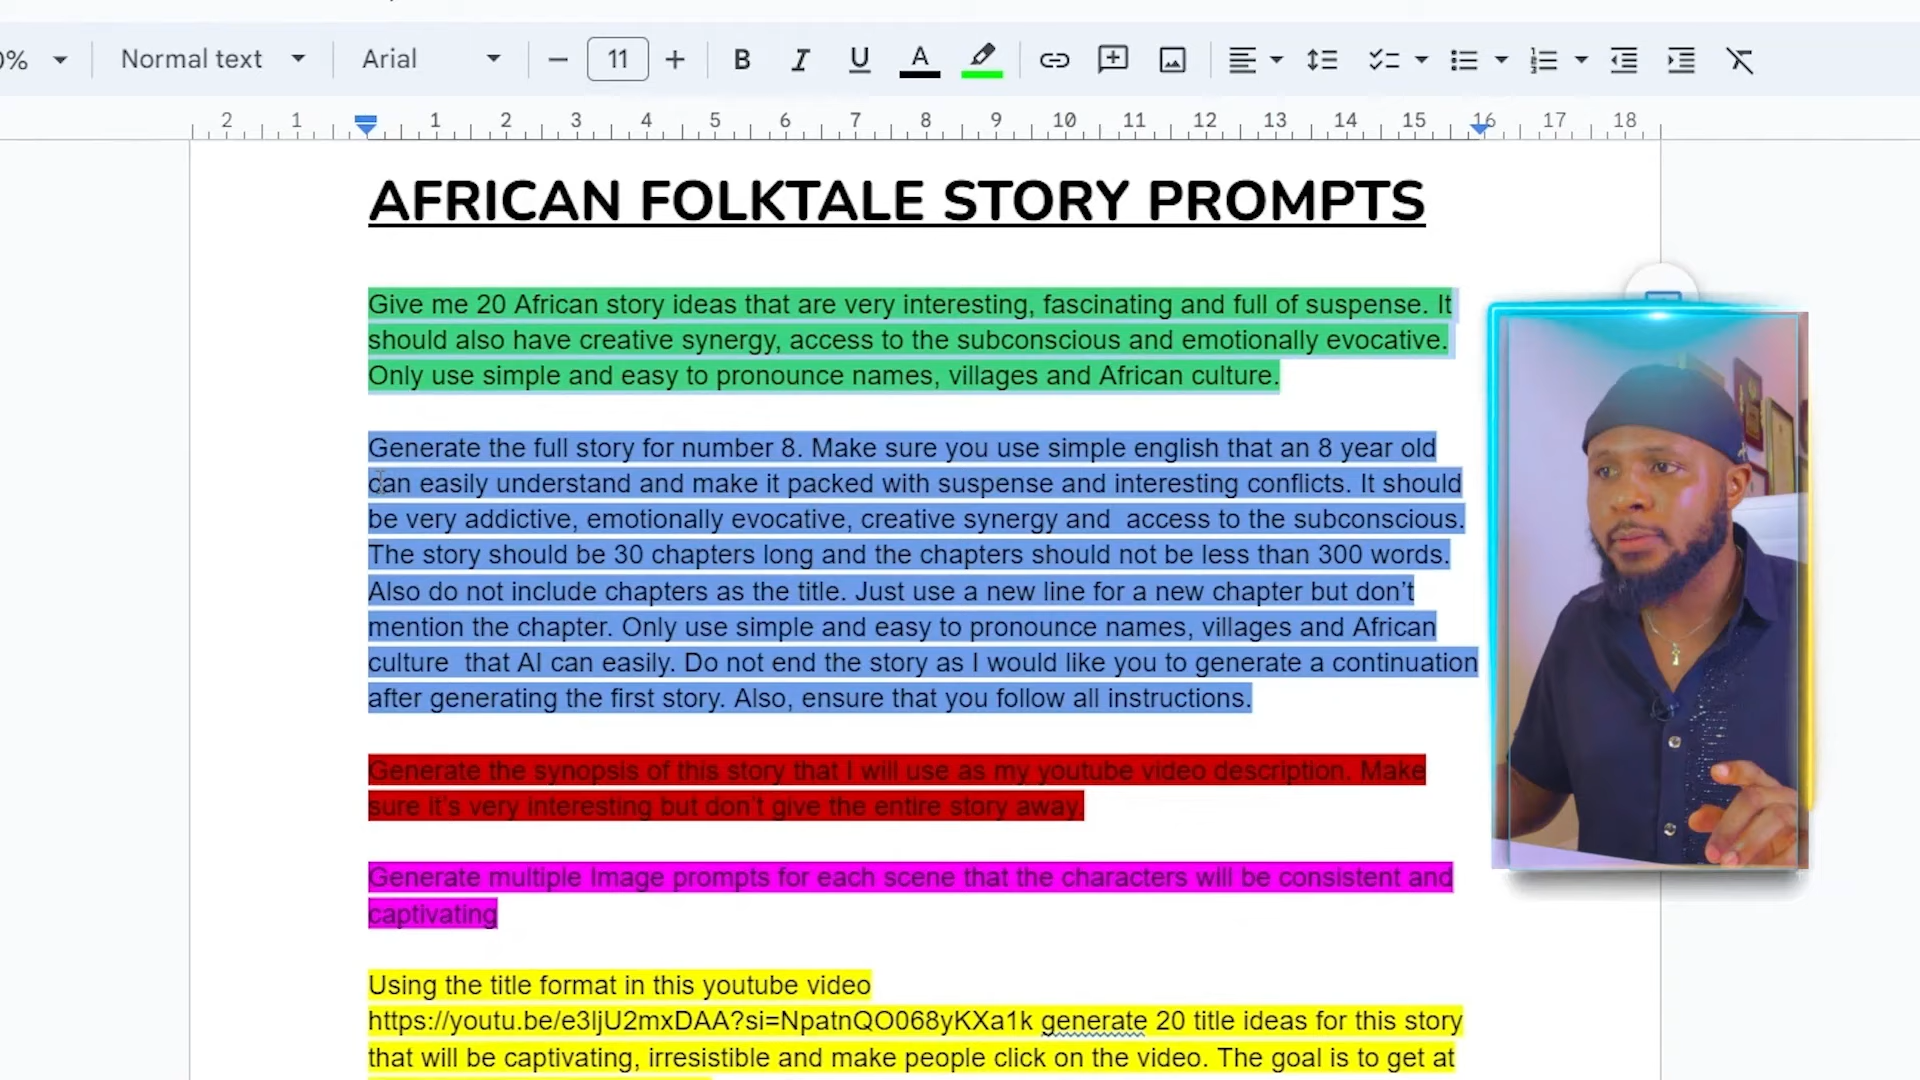 Normal text Arial 11 B I U A
2 1 1 2 3 4 5 6 7 8 9 10 11 12 13 14 15 16 17 18
AFRICAN FOLKTALE STORY PROMPTS
Give me 20 African story ideas that are very interesting, fascinating and full of suspense. It
should also have creative synergy, access to the subconscious and emotionally evocative.
Only use simple and easy to pronounce names, villages and African culture.
Generate the full story for number 8. Make sure you use simple english that an 8 year old
can easily understand and make it packed with suspense and interesting conflicts. It should
be very addictive, emotionally evocative, creative synergy and  access to the subconscious.
The story should be 30 chapters long and the chapters should not be less than 300 words.
Also do not include chapters as the title. Just use a new line for a new chapter but don't
mention the chapter. Only use simple and easy to pronounce names, villages and African
culture  that AI can easily. Do not end the story as I would like you to generate a continuation
after generating the first story. Also, ensure that you follow all instructions.
Generate the synopsis of this story that I will use as my youtube video description. Make
sure it's very interesting but don't give the entire story away.
Generate multiple Image prompts for each scene that the characters will be consistent and
captivating
Using the title format in this youtube video
https://youtu.be/e3ljU2mxDAA?si=NpatnQO068yKXa1k generate 20 title ideas for this story
that will be captivating, irresistible and make people click on the video. The goal is to get at